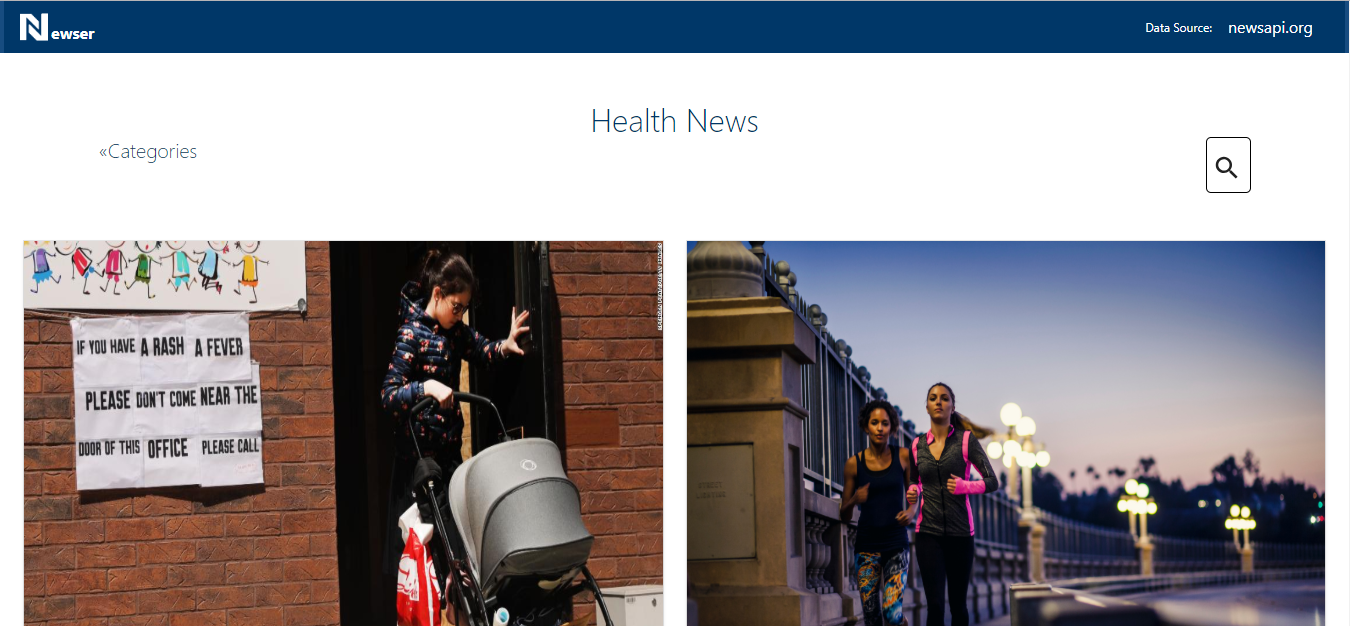 Newser
Data Source: newsapi.org
Health News
«Categories
IF YOU HAVE A RASH A FEVER
PLEASE DON'T COME NEAR THE
DOOR OF THIS OFFICE PLEASE CALL